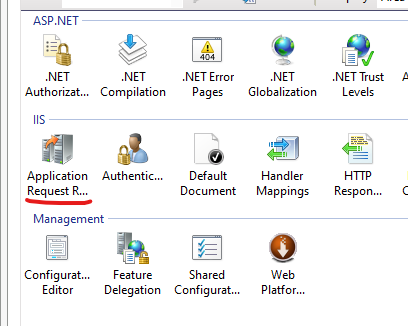 ASP.NET
.NET Authorizat...
.NET Compilation
.NET Error Pages
.NET Globalization
.NET Trust Levels
404
IIS
Application Request R...
Authentic...
Default Document
Handler Mappings
HTTP Respon...
Management
Configurat... Editor
Feature Delegation
Shared Configurat...
Web Platfor...